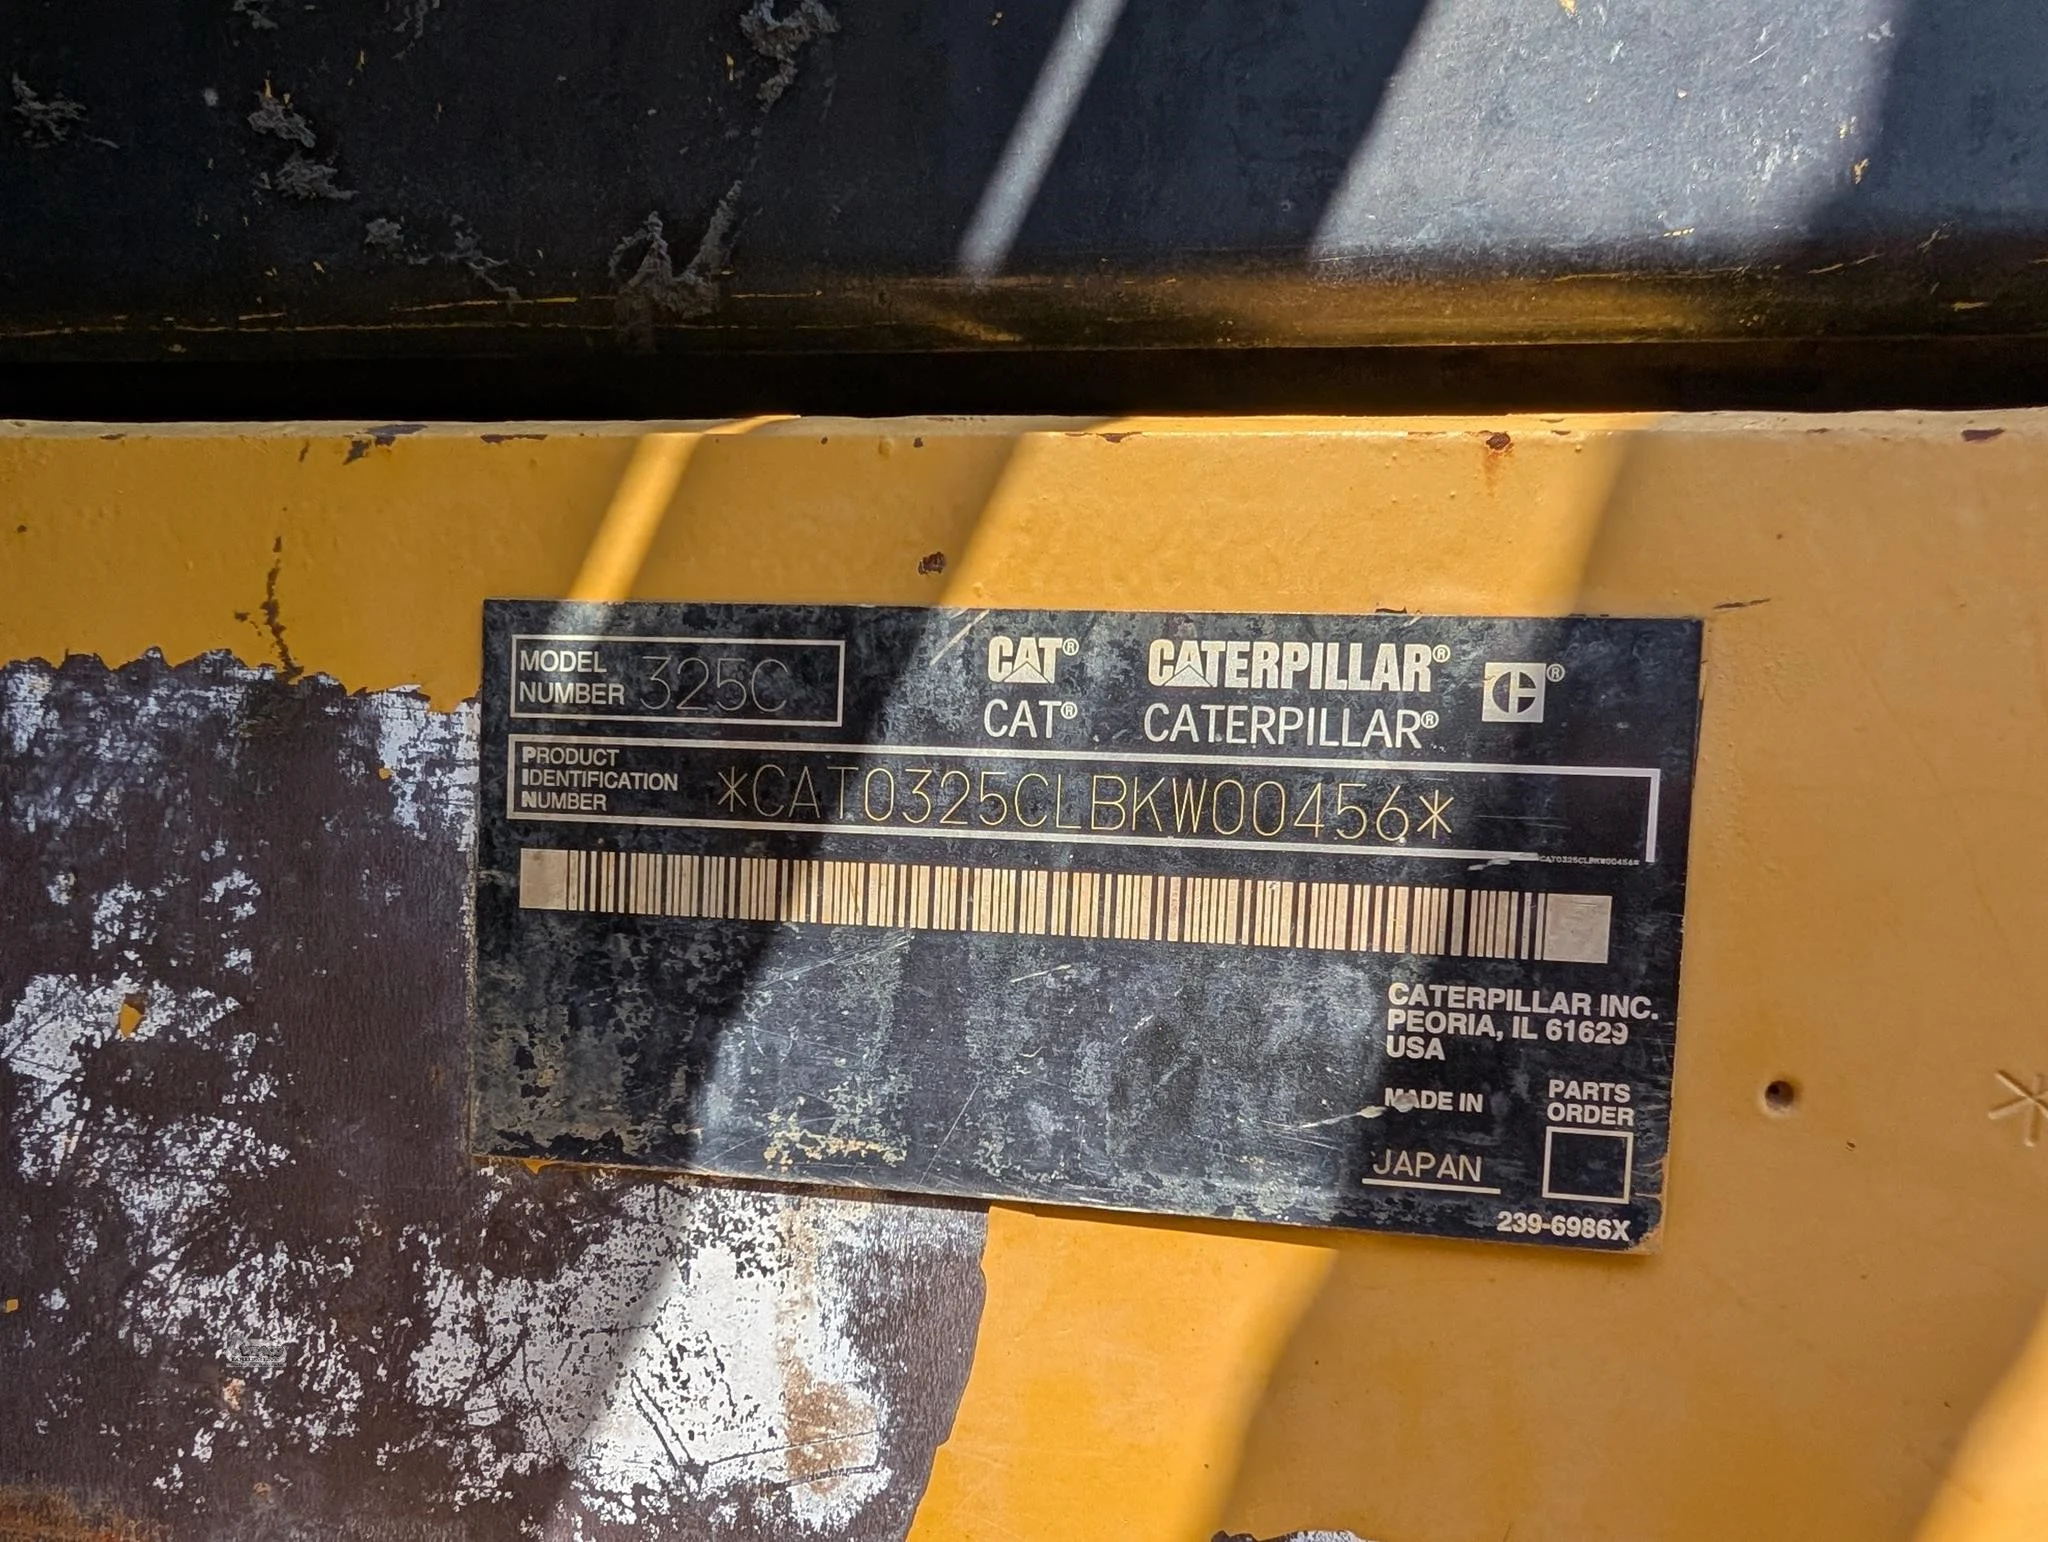 MODEL NUMBER 325C
CAT® CATERPILLAR®
CAT® CATERPILLAR®
PRODUCT IDENTIFICATION NUMBER *CAT0325CLBKW00456*
*CAT0325CLBKW00456*
CATERPILLAR INC.
PEORIA, IL 61629
USA
MADE IN
JAPAN
PARTS
ORDER
239-6986X
*